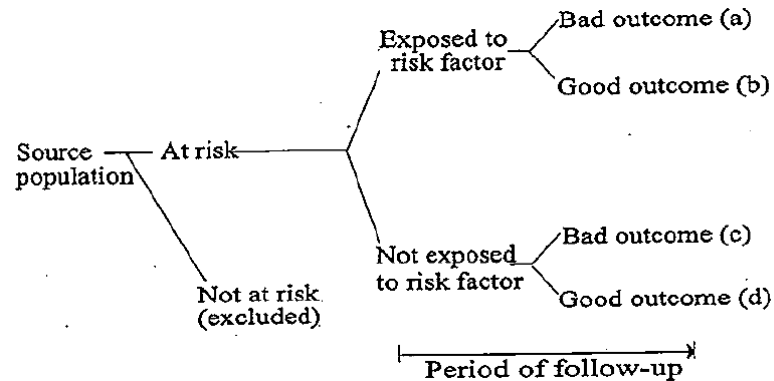 Exposed to
risk factor
Bad outcome (a)
Good outcome (b)
Source
population
At risk
Not at risk
(excluded)
Not exposed
to risk factor
Bad outcome (c)
Good outcome (d)
Period of follow-up